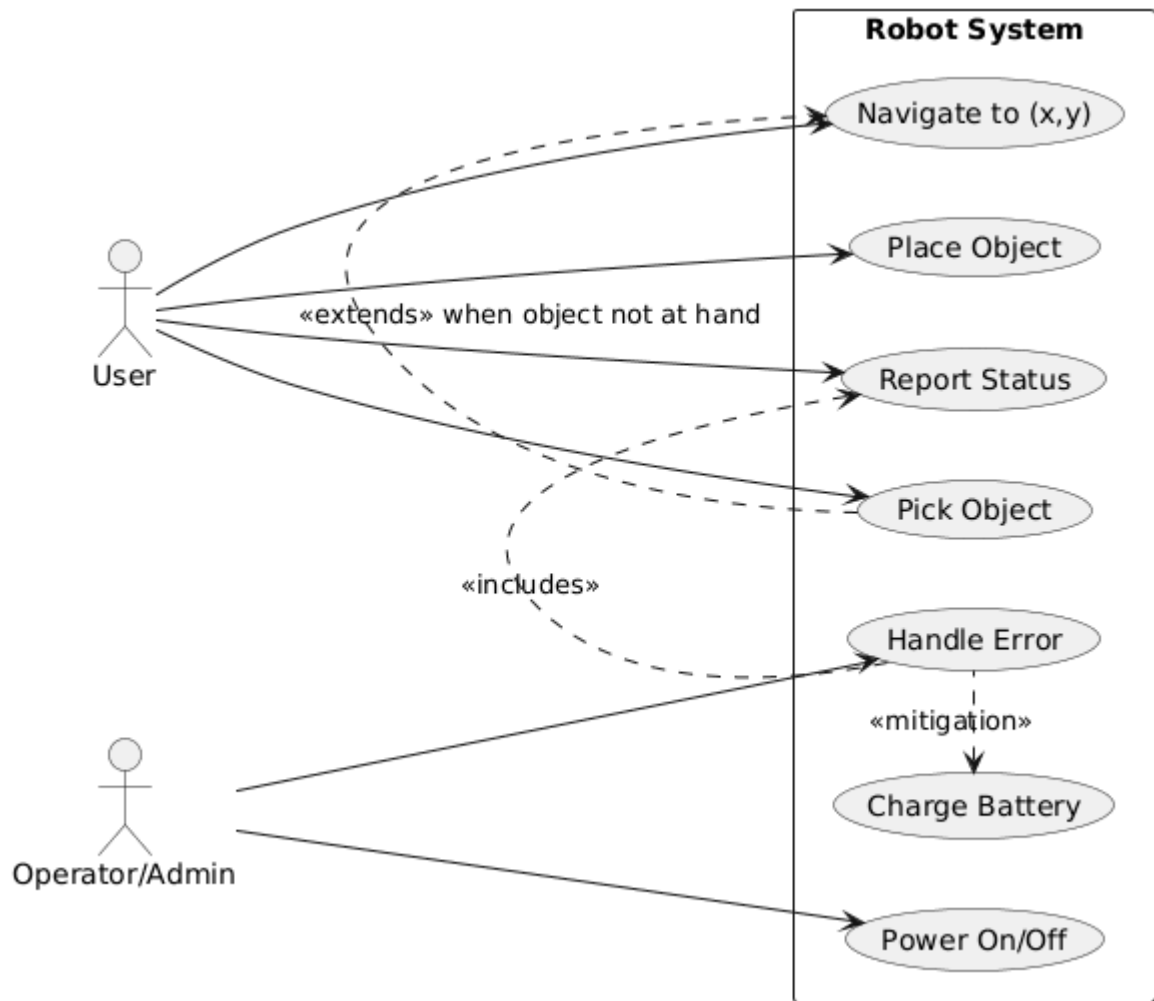 Robot System
Navigate to (x,y)
Place Object
«extends» when object not at hand
User
Report Status
Pick Object
«includes»
Handle Error
«mitigation»
Charge Battery
Operator/Admin
Power On/Off